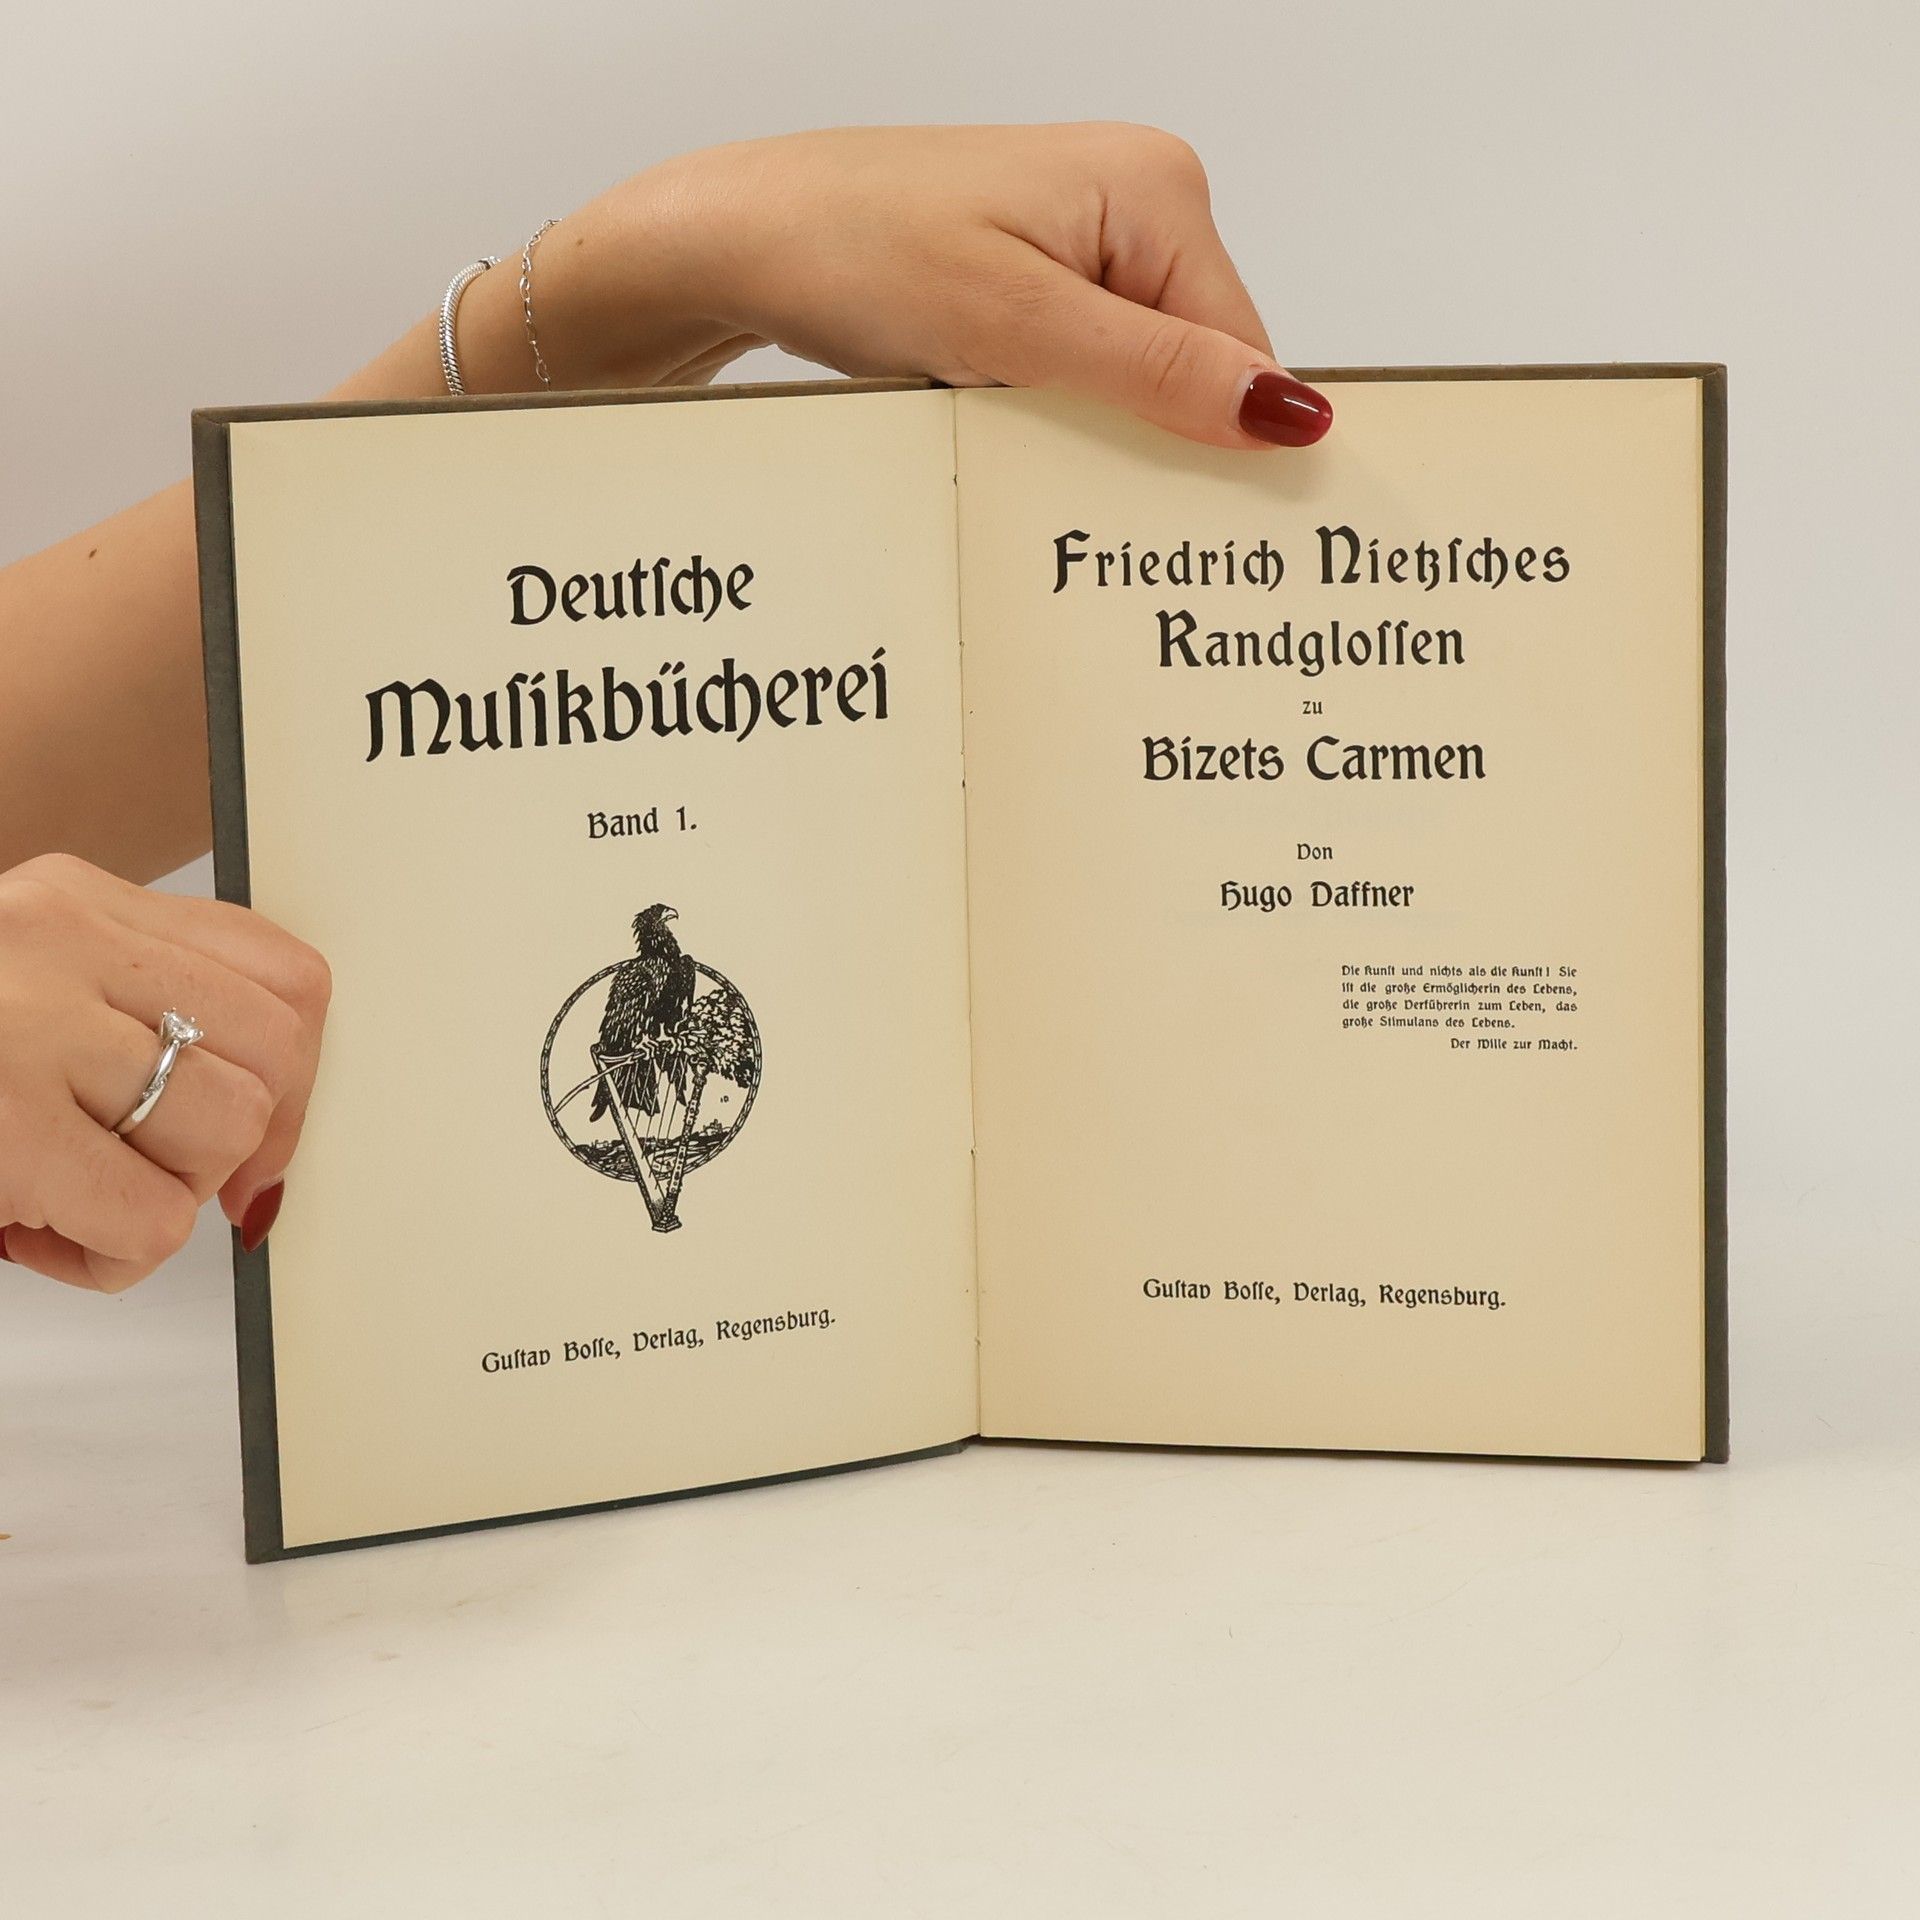 Deutſche
Muſikbücherei
Band 1.
Guſtav Boſſe, Verlag, Regensburg.
Friedrich Nietzſches
Randgloſſen
zu
Bizets Carmen
Von
Hugo Daffner
Die Kunſt und nichts als die Kunſt! Sie
iſt die große Ermöglicherin des Lebens,
die große Verführerin zum Leben, das
große Stimulans des Lebens.
Der Wille zur Macht.
Guſtav Boſſe, Verlag, Regensburg.